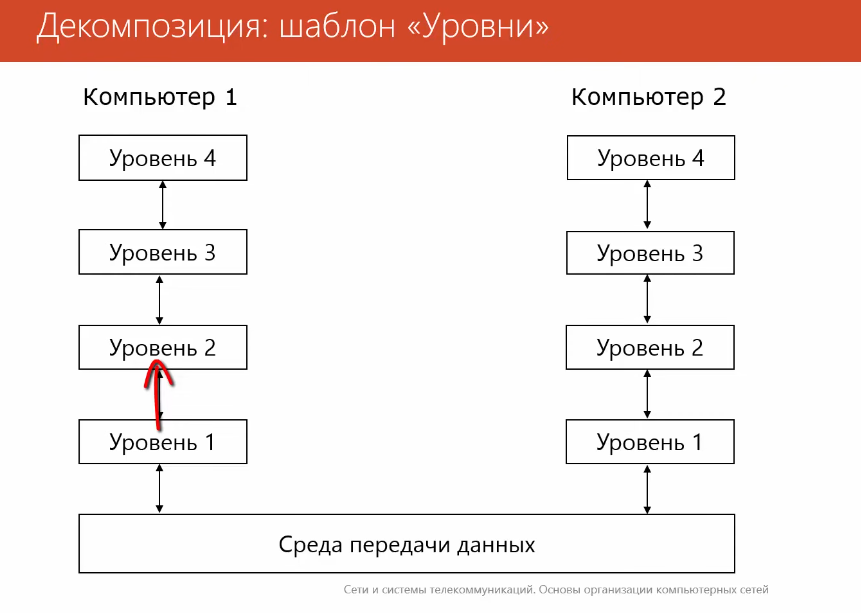 Декомпозиция: шаблон «Уровни»
Компьютер 1
Компьютер 2
Уровень 4
Уровень 4
Уровень 3
Уровень 3
Уровень 2
Уровень 2
Уровень 1
Уровень 1
Среда передачи данных
Сети и системы телекоммуникаций. Основы организации компьютерных сетей